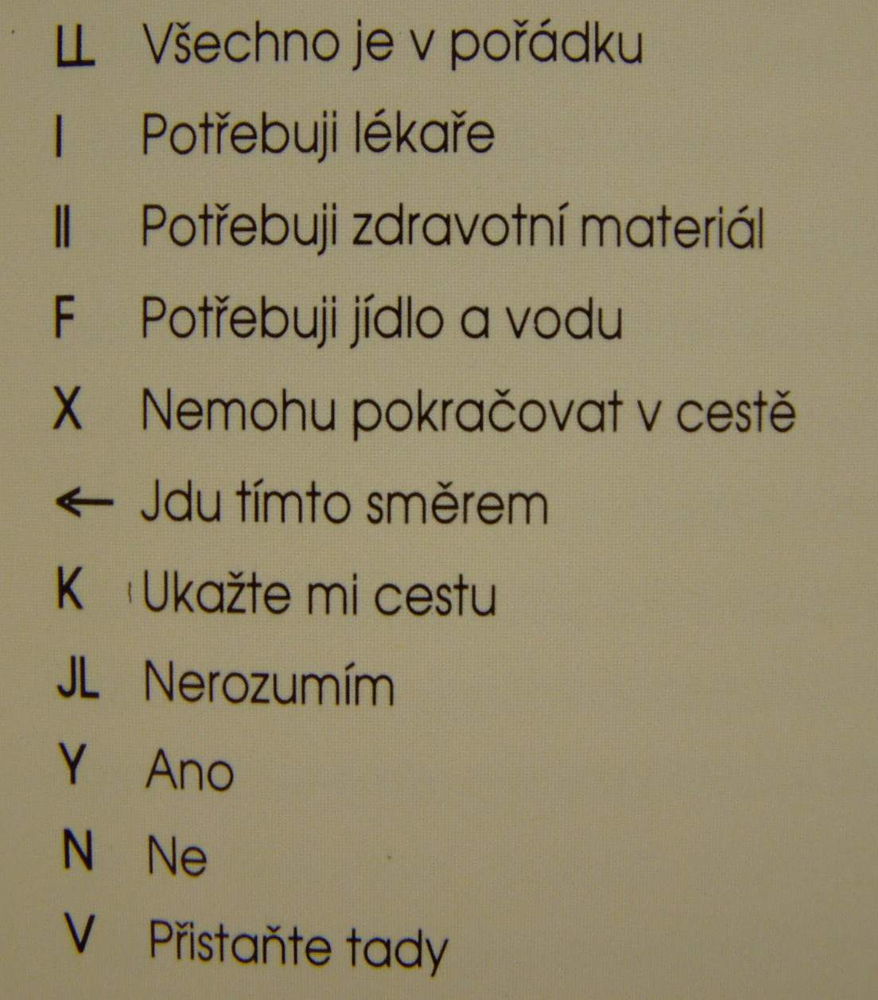 LL Všechno je v pořádku
I Potřebuji lékaře
II Potřebuji zdravotní materiál
F Potřebuji jídlo a vodu
X Nemohu pokračovat v cestě
← Jdu tímto směrem
K Ukažte mi cestu
JL Nerozumím
Y Ano
N Ne
V Přistaňte tady